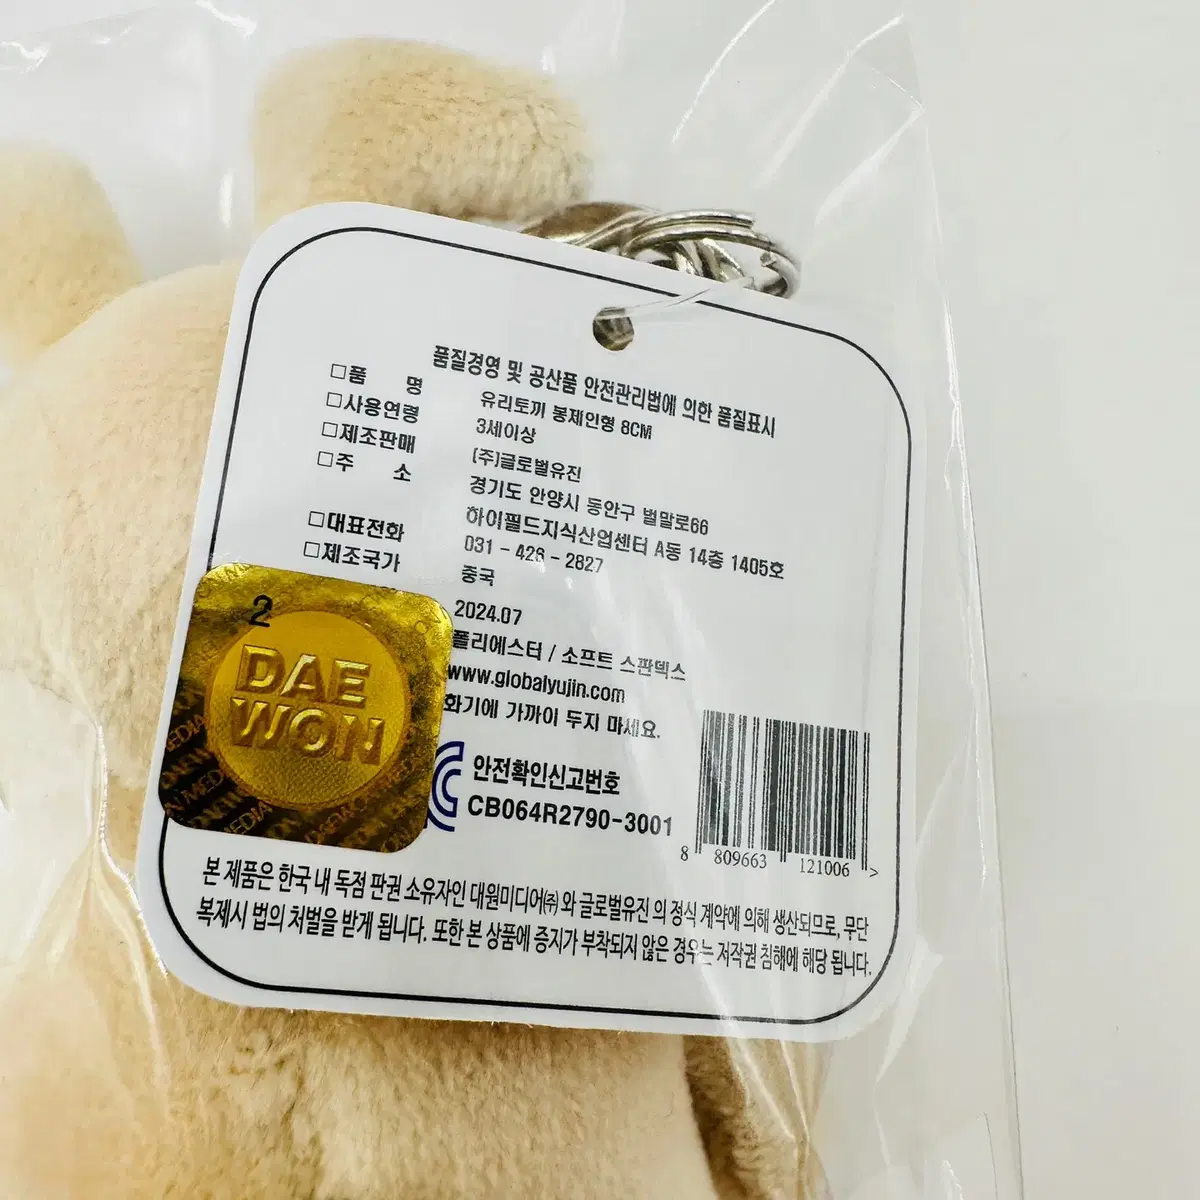 품질경영 및 공산품 안전관리법에 의한 품질표시
□품 명 유리토끼 봉제인형 8CM
□사용연령 3세이상
□제조판매 (주)글로벌유진
□주 소 경기도 안양시 동안구 벌말로66
하이필드지식산업센터 A동 14층 1405호
□대표전화 031 - 426 - 2827
□제조국가 중국
2024.07
폴리에스터 / 소프트 스판덱스
www.globalyujin.com
화기에 가까이 두지 마세요.
2
DAE
WON
안전확인신고번호
CB064R2790-3001
8 809663 121006 >
본 제품은 한국 내 독점 판권 소유자인 대원미디어㈜ 와 글로벌유진 의 정식 계약에 의해 생산되므로, 무단
복제시 법의 처벌을 받게 됩니다. 또한 본 상품에 증지가 부착되지 않은 경우는 저작권 침해에 해당 됩니다.